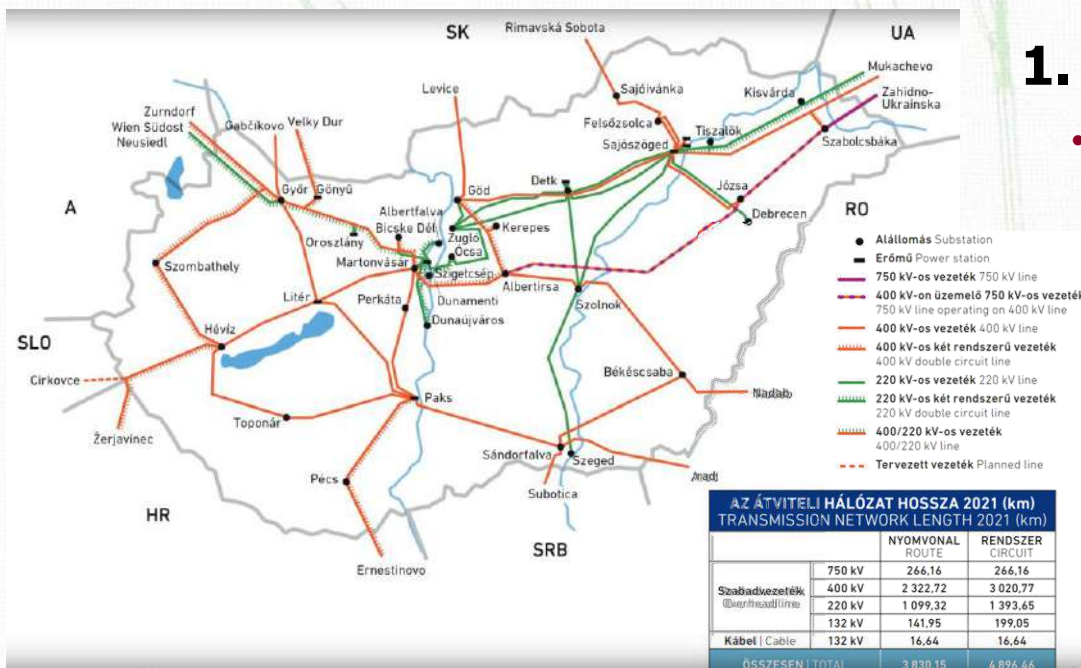 SK
UA
1.
Rimavská Sobota
Mukachevo
Levice
Sajóivánka
Kisvárda
Zahidno-
Ukrainska
Zurndorf
Wien Südost
Neusiedl
Gabčikovo
Velky Dur
Felsőzsolca
Tiszalök
Sajószöged
Szabolcsbáka
A
Győr
Gönyű
Göd
Detk
Józsa
RO
Albertfalva
Bicske Dél
Zugló
Kerepes
Debrecen
Oroszlány
Ócsa
Szombathely
Martonvásár
Szigetcsép
Albertirsa
Litér
Perkáta
Dunamenti
Szolnok
Dunaújváros
Hévíz
SLO
Cirkovce
Békéscsaba
Paks
Nadab
Toponár
Žerjavinec
Sándorfalva
Szeged
Arad
Pécs
Subotica
HR
SRB
Ernestinovo
Alállomás Substation
Erőmű Power station
750 kV-os vezeték 750 kV line
400 kV-on üzemelő 750 kV-os vezeték
750 kV line operating on 400 kV line
400 kV-os vezeték 400 kV line
400 kV-os két rendszerű vezeték
400 kV double circuit line
220 kV-os vezeték 220 kV line
220 kV-os két rendszerű vezeték
220 kV double circuit line
400/220 kV-os vezeték
400/220 kV line
Tervezett vezeték Planned line
AZ ÁTVITELI HÁLÓZAT HOSSZA 2021 (km)
TRANSMISSION NETWORK LENGTH 2021 (km)
NYOMVONAL RENDSZER
ROUTE CIRCUIT
Szabadvezeték
Overhead line
750 kV 266,16 266,16
400 kV 2 322,72 3 020,77
220 kV 1 099,32 1 393,65
132 kV 141,95 199,05
Kábel | Cable 132 kV 16,64 16,64
ÖSSZESEN | TOTAL 3 830,15 4 896,46